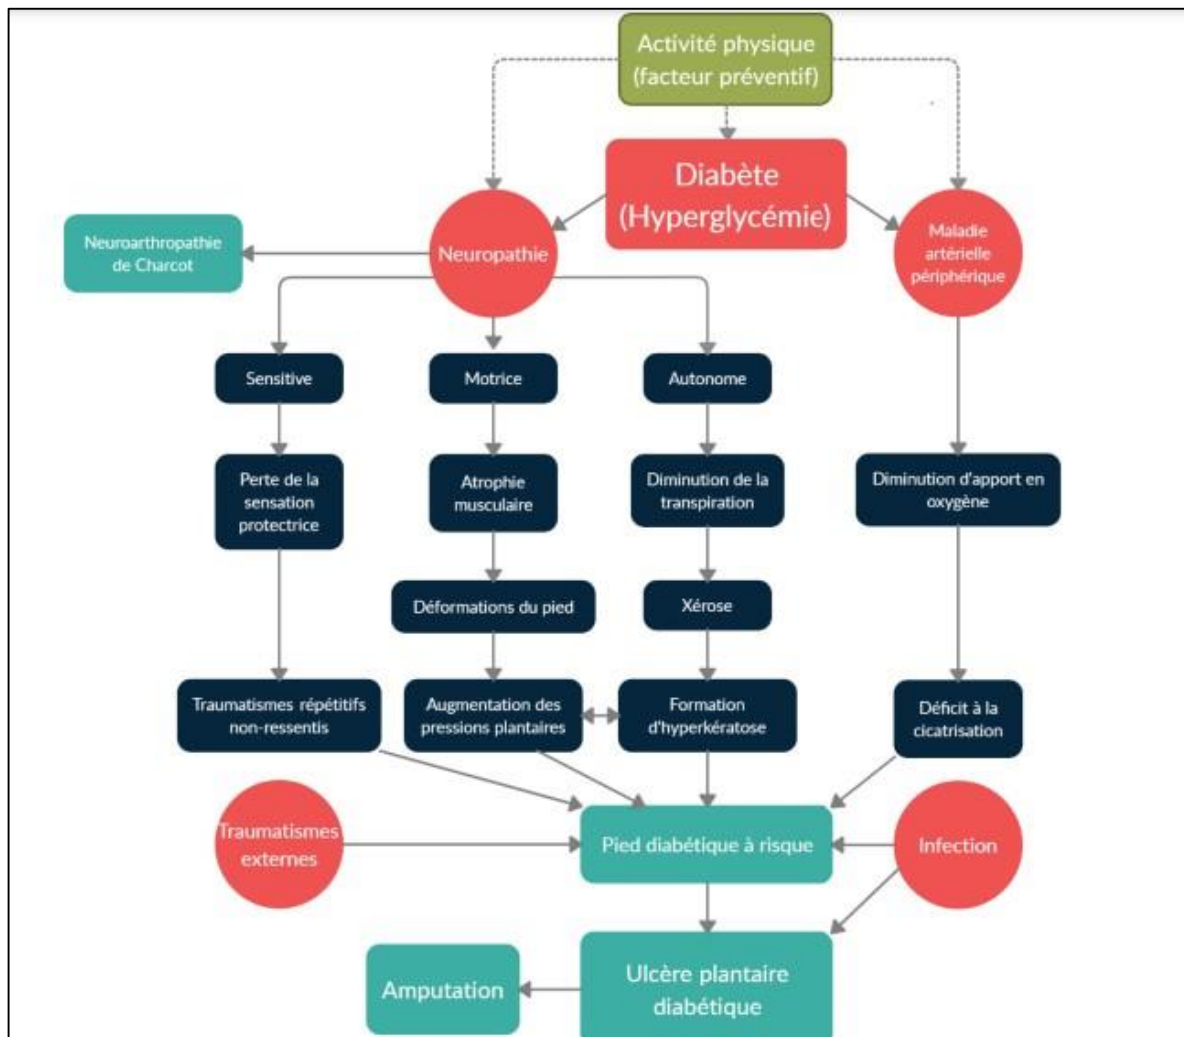 Activité physique
(facteur préventif)
Diabète
(Hyperglycémie)
Neuroarthropathie
de Charcot
Neuropathie
Maladie
artérielle
périphérique
Sensitive
Motrice
Autonome
Perte de la
sensation
protectrice
Atrophie
musculaire
Diminution de la
transpiration
Diminution d'apport en
oxygène
Déformations du pied
Xérose
Traumatismes répétitifs
non-ressentis
Augmentation des
pressions plantaires
Formation
d'hyperkératose
Déficit à la
cicatrisation
Traumatismes
externes
Pied diabétique à risque
Infection
Amputation
Ulcère plantaire
diabétique